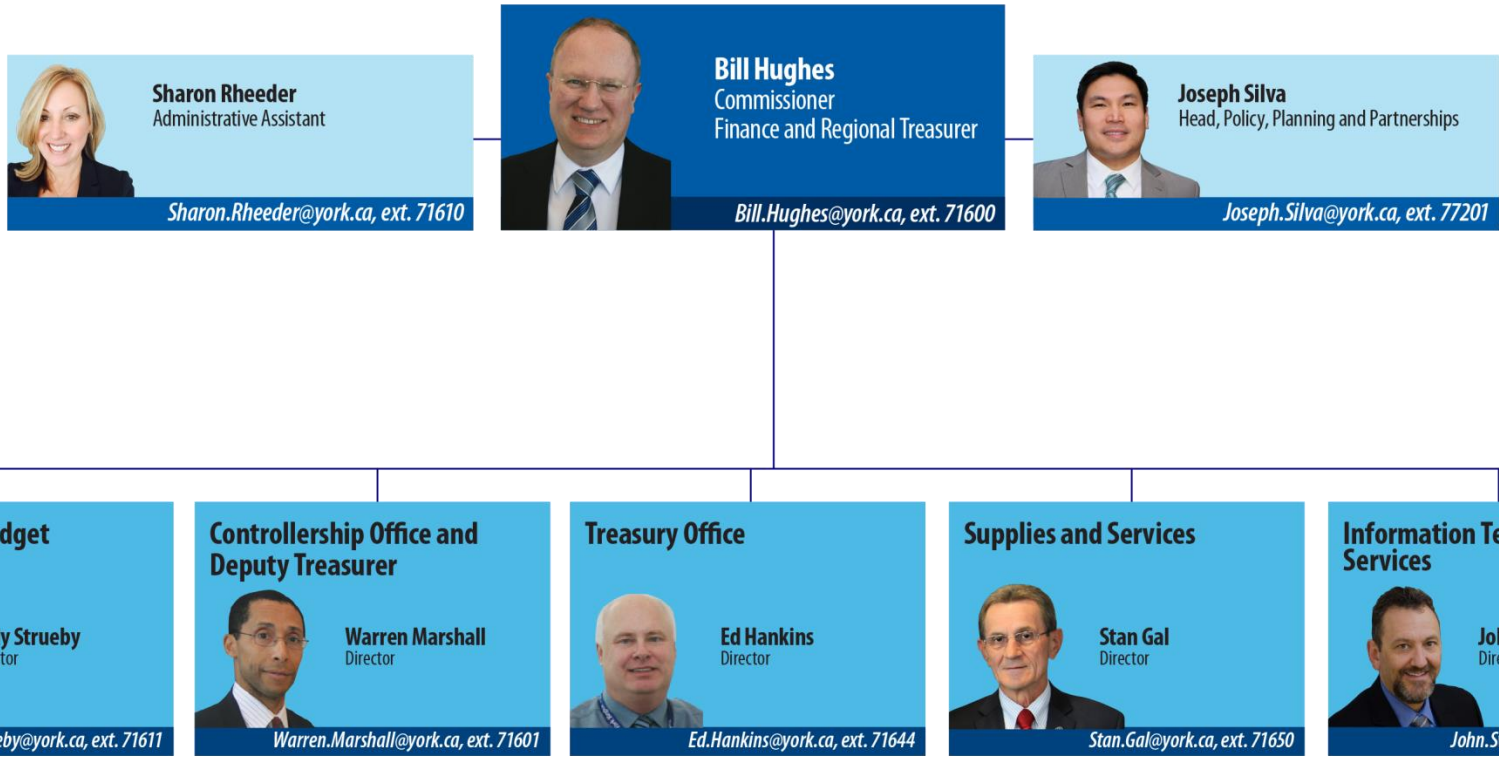 Sharon Rheeder
Administrative Assistant
Sharon.Rheeder@york.ca, ext. 71610
Bill Hughes
Commissioner
Finance and Regional Treasurer
Bill.Hughes@york.ca, ext. 71600
Joseph Silva
Head, Policy, Planning and Partnerships
Joseph.Silva@york.ca, ext. 77201
dget
y Strueby
tor
eby@york.ca, ext. 71611
Controllership Office and
Deputy Treasurer
Warren Marshall
Director
Warren.Marshall@york.ca, ext. 71601
Treasury Office
Ed Hankins
Director
Ed.Hankins@york.ca, ext. 71644
Supplies and Services
Stan Gal
Director
Stan.Gal@york.ca, ext. 71650
Information Te
Services
Jo
Dire
John.S